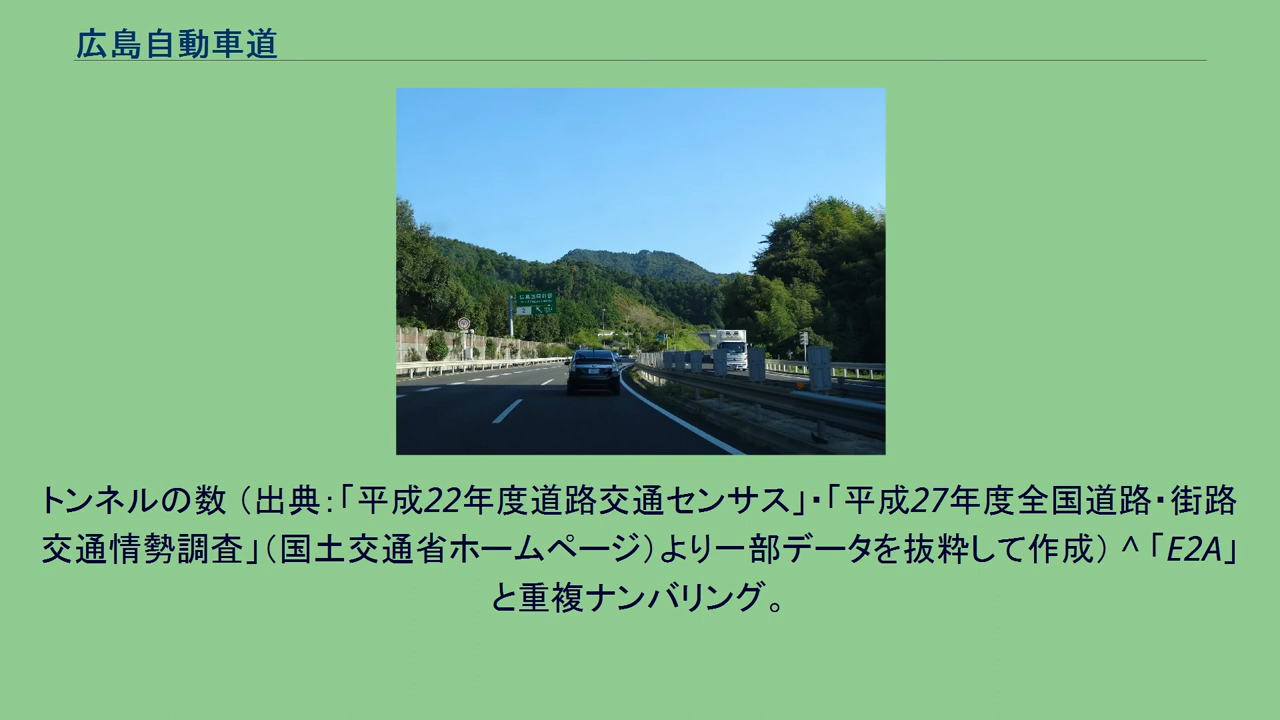 広島自動車道
トンネルの数 （出典：「平成22年度道路交通センサス」・「平成27年度全国道路・街路
交通情勢調査」（国土交通省ホームページ）より一部データを抜粋して作成） ^ 「E2A」
と重複ナンバリング。